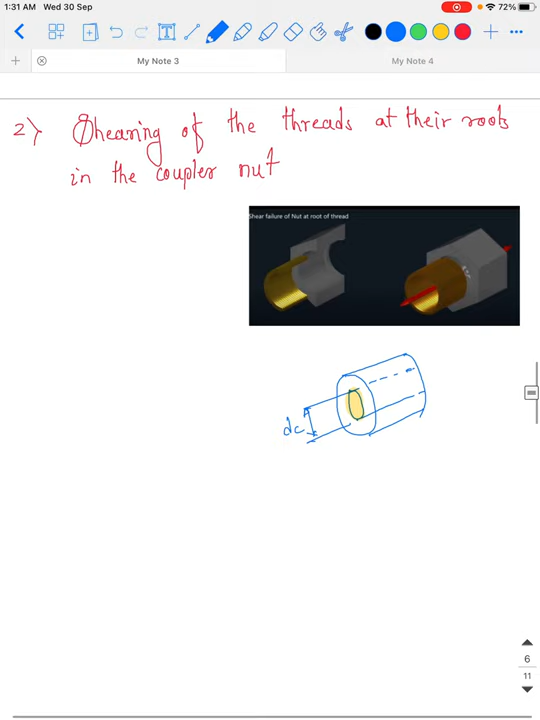 1:31 AM Wed 30 Sep
72%
My Note 3
My Note 4
2) Shearing of the threads at their roots
in the coupler nut
Shear failure of Nut at root of thread
dc
6
11